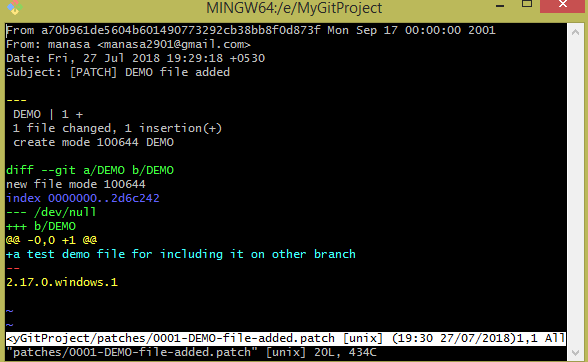 MINGW64:/e/MyGitProject
From a70b961de5604b601490773292cb38bb8f0d873f Mon Sep 17 00:00:00 2001
From: manasa <manasa2901@gmail.com>
Date: Fri, 27 Jul 2018 19:29:18 +0530
Subject: [PATCH] DEMO file added
---
DEMO | 1 +
1 file changed, 1 insertion(+)
create mode 100644 DEMO
diff --git a/DEMO b/DEMO
new file mode 100644
index 0000000..2d6c242
--- /dev/null
+++ b/DEMO
@@ -0,0 +1 @@
+a test demo file for including it on other branch
--
2.17.0.windows.1
~
~
<yGitProject/patches/0001-DEMO-file-added.patch [unix] (19:30 27/07/2018)1,1 All
"patches/0001-DEMO-file-added.patch" [unix] 20L, 434C